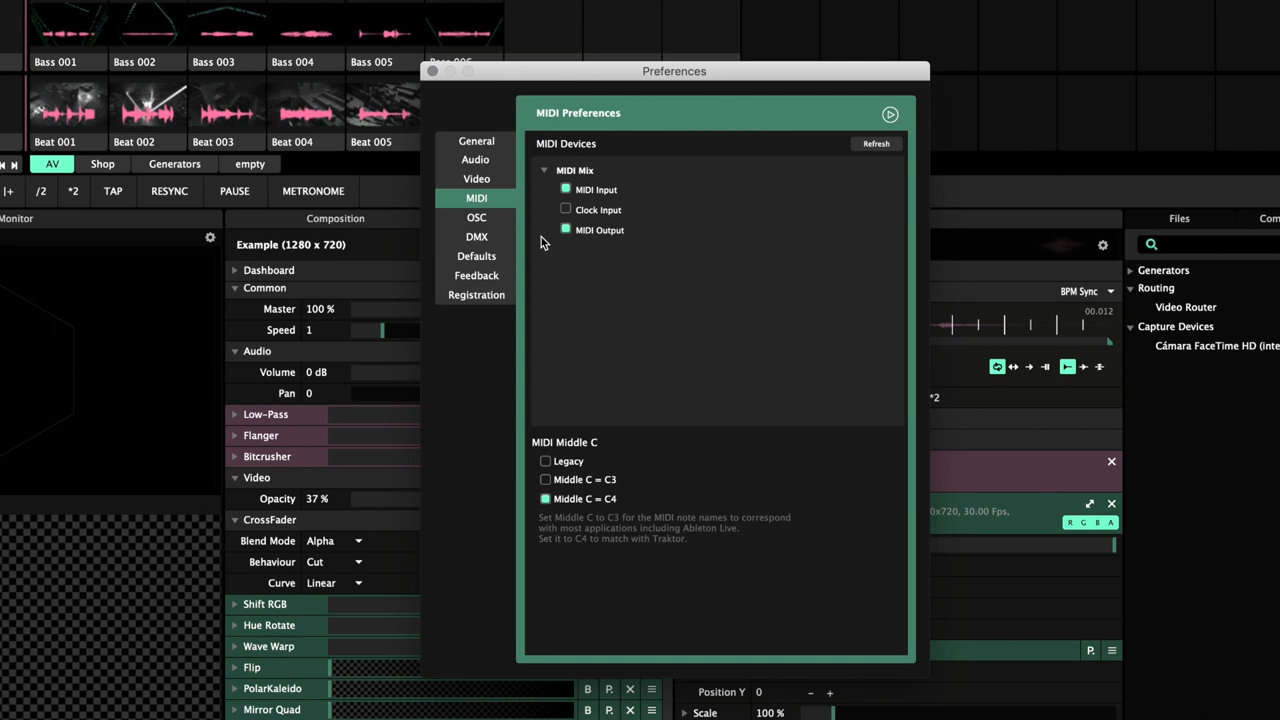 Bass 001
Bass 002
Bass 003
Bass 004
Bass 005
Beat 001
Beat 002
Beat 003
Beat 004
Beat 005
AV
Shop
Generators
empty
/2
*2
TAP
RESYNC
PAUSE
METRONOME
Monitor
Composition
Example (1280 x 720)
Dashboard
Common
Master 100 %
Speed 1
Audio
Volume 0 dB
Pan 0
Low-Pass
Flanger
Bitcrusher
Video
Opacity 37 %
CrossFader
Blend Mode Alpha
Behaviour Cut
Curve Linear
Shift RGB
Hue Rotate
Wave Warp
Flip
PolarKaleido B P. X
Mirror Quad B P. X
Preferences
General
Audio
Video
MIDI
OSC
DMX
Defaults
Feedback
Registration
MIDI Preferences
MIDI Devices
Refresh
MIDI Mix
MIDI Input
Clock Input
MIDI Output
MIDI Middle C
Legacy
Middle C = C3
Middle C = C4
Set Middle C to C3 for the MIDI note names to correspond
with most applications including Ableton Live.
Set it to C4 to match with Traktor.
BPM Sync
00.012
*2
0x720, 30.00 Fps,
R G B A
P.
Position Y 0 - +
Scale 100 %
Files
Com
Generators
Routing
Video Router
Capture Devices
Cámara FaceTime HD (inte